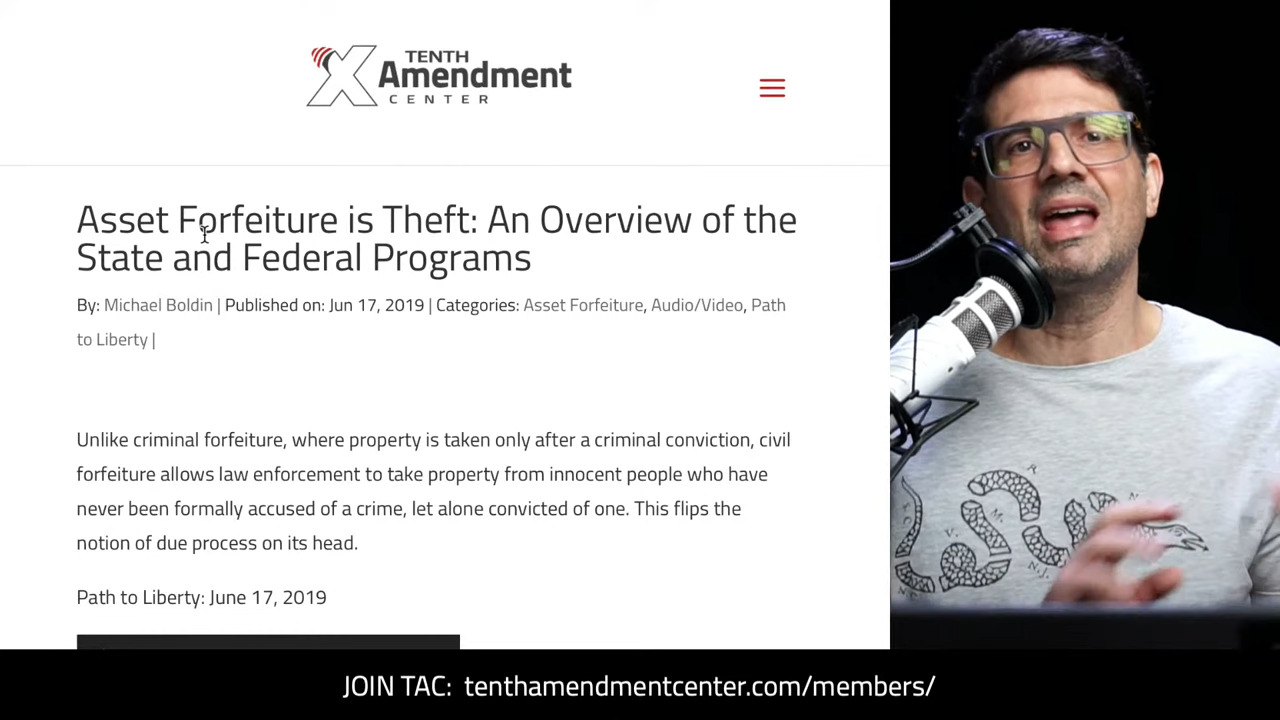 TENTH
Amendment
CENTER
Asset Forfeiture is Theft: An Overview of the
State and Federal Programs
By: Michael Boldin | Published on: Jun 17, 2019 | Categories: Asset Forfeiture, Audio/Video, Path
to Liberty |
Unlike criminal forfeiture, where property is taken only after a criminal conviction, civil
forfeiture allows law enforcement to take property from innocent people who have
never been formally accused of a crime, let alone convicted of one. This flips the
notion of due process on its head.
Path to Liberty: June 17, 2019
R.
M.
V.
N.J.
JOIN TAC: tenthamendmentcenter.com/members/